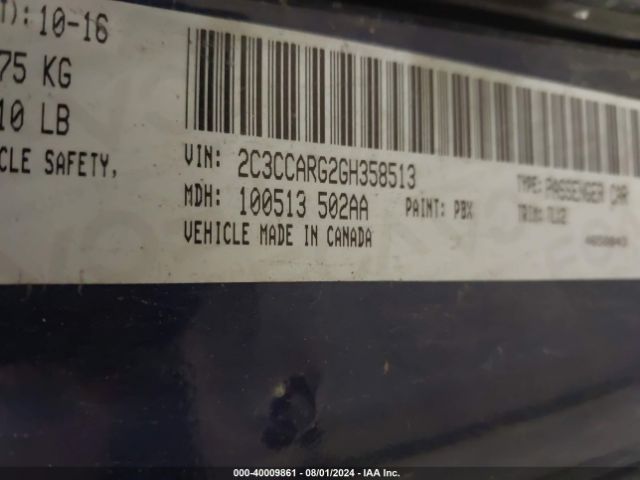 T): 10-16
75 KG
10 LB
CLE SAFETY,
VIN: 2C3CCARG2GH358513
TYPE: PASSENGER CAR
MDH: 100513 502AA
PAINT: PBX
TRIM:
VEHICLE MADE IN CANADA
000-40009861 - 08/01/2024 - IAA Inc.